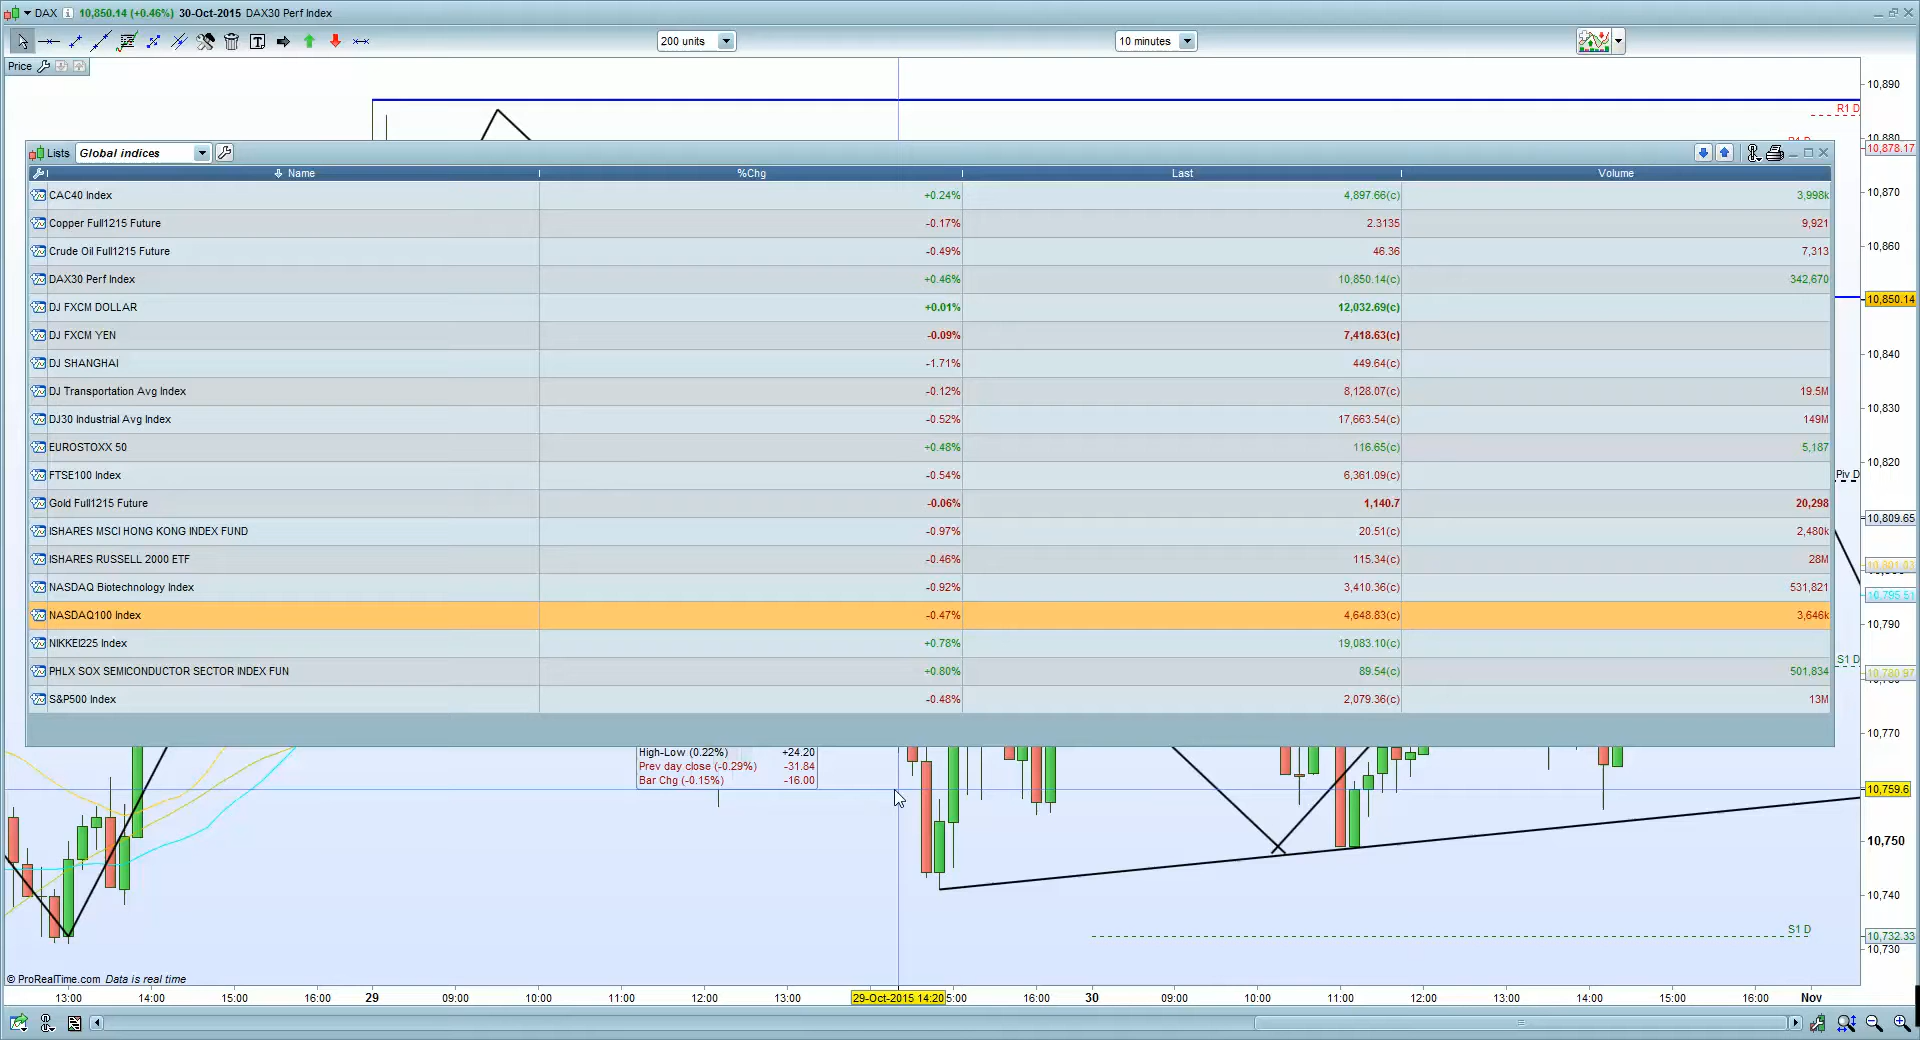 DAX 10,850.14 (+0.46%) 30-Oct-2015 DAX30 Perf Index
200 units 10 minutes
Price
10,890
R1 D
10,880
10,878.17
Lists Global indices
Name %Chg Last Volume
CAC40 Index +0.24% 4,897.66(c) 3,998k
10,870
Copper Full1215 Future -0.17% 2.3135 9,921
Crude Oil Full1215 Future -0.49% 46.36 7,313
10,860
DAX30 Perf Index +0.46% 10,850.14(c) 342,670
DJ FXCM DOLLAR +0.01% 12,032.69(c)
10,850.14
DJ FXCM YEN -0.09% 7,418.63(c)
DJ SHANGHAI -1.71% 449.64(c)
10,840
DJ Transportation Avg Index -0.12% 8,128.07(c) 19.5M
10,830
DJ30 Industrial Avg Index -0.52% 17,663.54(c) 149M
EUROSTOXX 50 +0.48% 116.65(c) 5,187
10,820
FTSE100 Index -0.54% 6,361.09(c)
Piv D
Gold Full1215 Future -0.06% 1,140.7 20,298
10,809.65
ISHARES MSCI HONG KONG INDEX FUND -0.97% 20.51(c) 2,480k
ISHARES RUSSELL 2000 ETF -0.46% 115.34(c) 28M
10,801.03
NASDAQ Biotechnology Index -0.92% 3,410.36(c) 531,821
10,795.51
NASDAQ100 Index -0.47% 4,648.83(c) 3,646k
10,790
NIKKEI225 Index +0.78% 19,083.10(c)
S1 D
PHLX SOX SEMICONDUCTOR SECTOR INDEX FUN +0.80% 89.54(c) 501,834
10,780.97
S&P500 Index -0.48% 2,079.36(c) 13M
10,770
High-Low (0.22%) +24.20
Prev day close (-0.29%) -31.84
Bar Chg (-0.15%) -16.00
10,759.6
10,750
10,740
S1 D
10,732.33
10,730
© ProRealTime.com Data is real time
13:00 14:00 15:00 16:00 29 09:00 10:00 11:00 12:00 13:00 29-Oct-2015 14:20 5:00 16:00 30 09:00 10:00 11:00 12:00 13:00 14:00 15:00 16:00 Nov